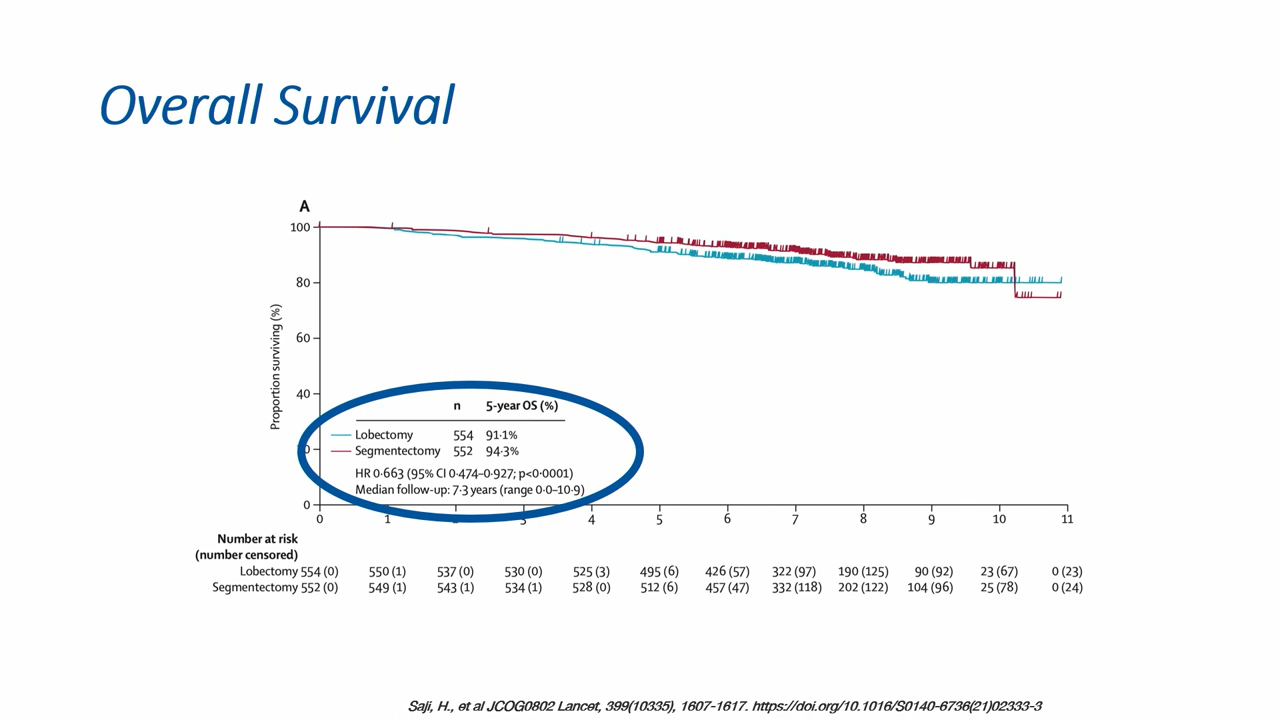 Overall Survival
A
100
80
60
40
0
Proportion surviving (%)
n 5-year OS (%)
Lobectomy 554 91·1%
Segmentectomy 552 94·3%
HR 0·663 (95% CI 0·474–0·927; p<0·0001)
Median follow-up: 7·3 years (range 0·0–10·9)
0 1 2 3 4 5 6 7 8 9 10 11
Number at risk
(number censored)
Lobectomy 554 (0) 550 (1) 537 (0) 530 (0) 525 (3) 495 (6) 426 (57) 322 (97) 190 (125) 90 (92) 23 (67) 0 (23)
Segmentectomy 552 (0) 549 (1) 543 (1) 534 (1) 528 (0) 512 (6) 457 (47) 332 (118) 202 (122) 104 (96) 25 (78) 0 (24)
Saji, H., et al JCOG0802 Lancet, 399(10335), 1607-1617. https://doi.org/10.1016/S0140-6736(21)02333-3